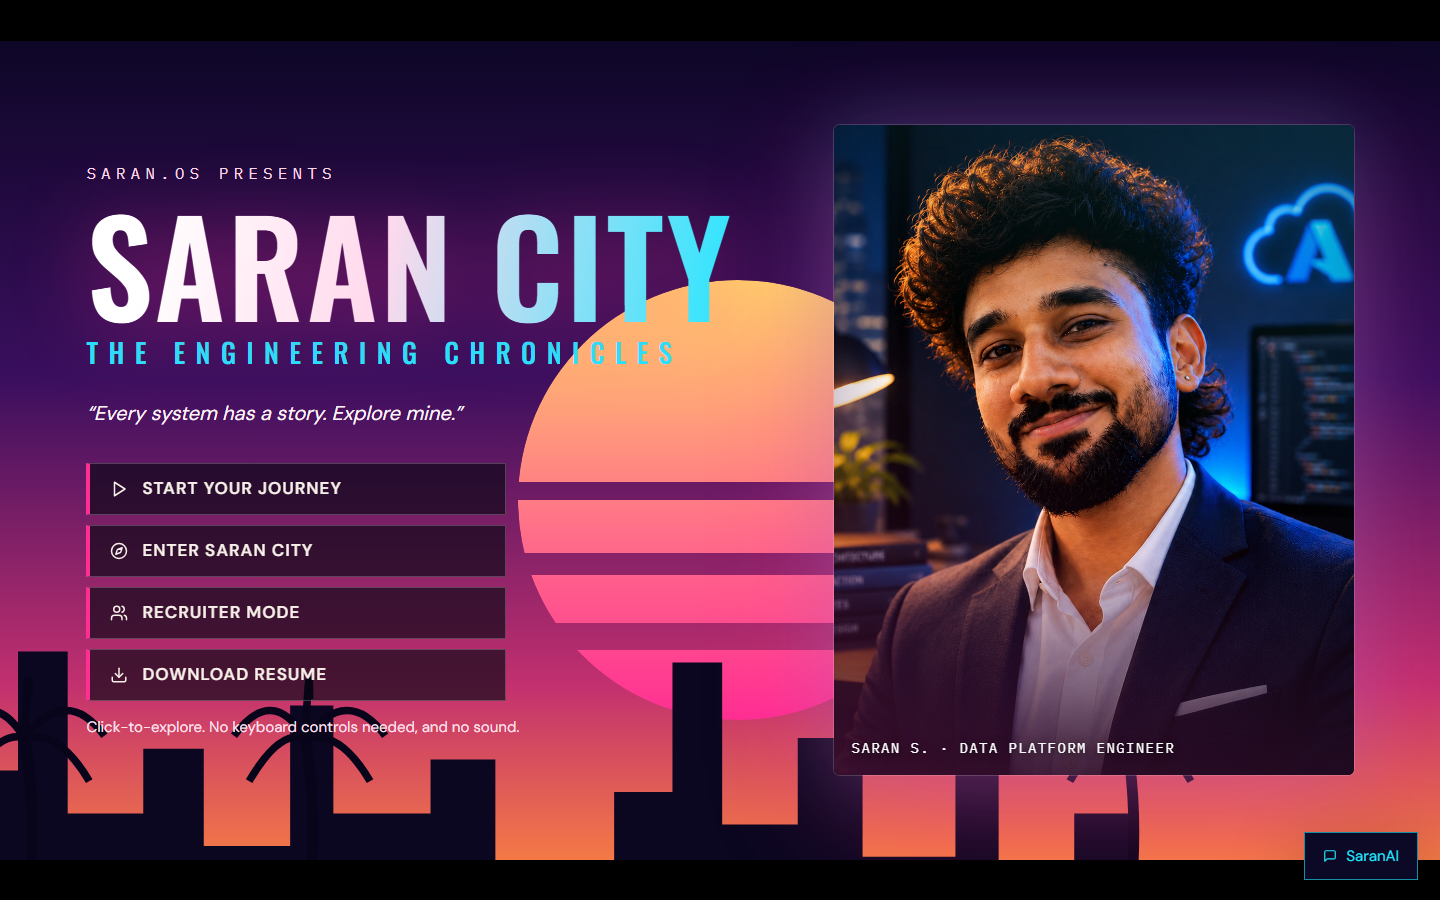 SARAN.OS PRESENTS
SARAN CITY
THE ENGINEERING CHRONICLES
“Every system has a story. Explore mine.”
START YOUR JOURNEY
ENTER SARAN CITY
RECRUITER MODE
DOWNLOAD RESUME
Click-to-explore. No keyboard controls needed, and no sound.
A
SARAN S. · DATA PLATFORM ENGINEER
SaranAI